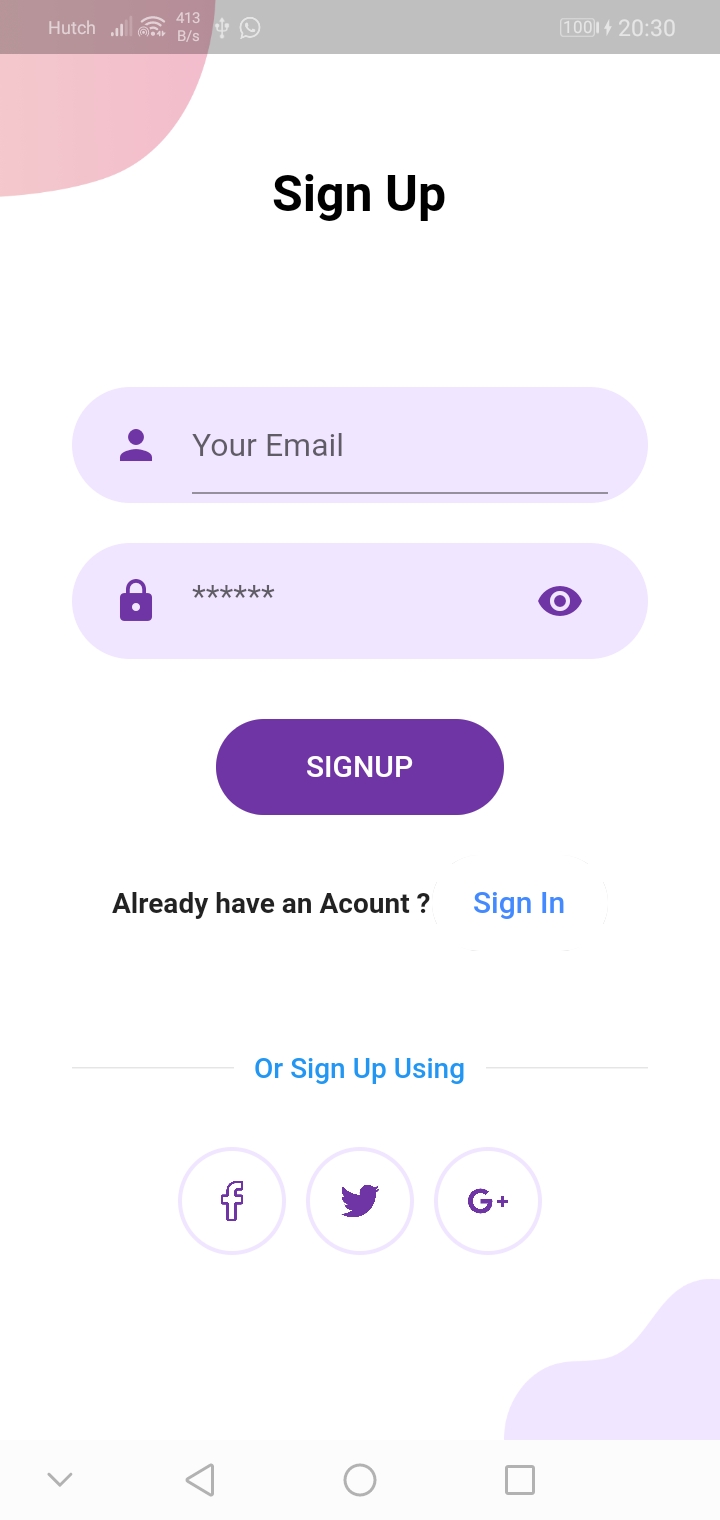 Hutch 413 B/s 100 20:30
Sign Up
Your Email
******
SIGNUP
Already have an Acount ? Sign In
Or Sign Up Using
G+